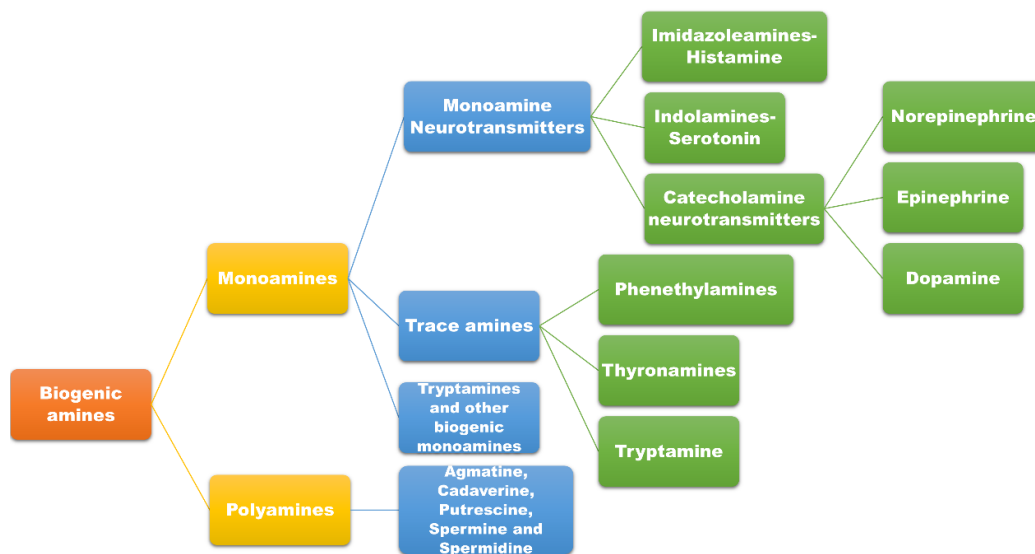 Biogenic
amines
Monoamines
Polyamines
Monoamine
Neurotransmitters
Trace amines
Tryptamines
and other
biogenic
monoamines
Agmatine,
Cadaverine,
Putrescine,
Spermine and
Spermidine
Imidazoleamines-
Histamine
Indolamines-
Serotonin
Catecholamine
neurotransmitters
Phenethylamines
Thyronamines
Tryptamine
Norepinephrine
Epinephrine
Dopamine